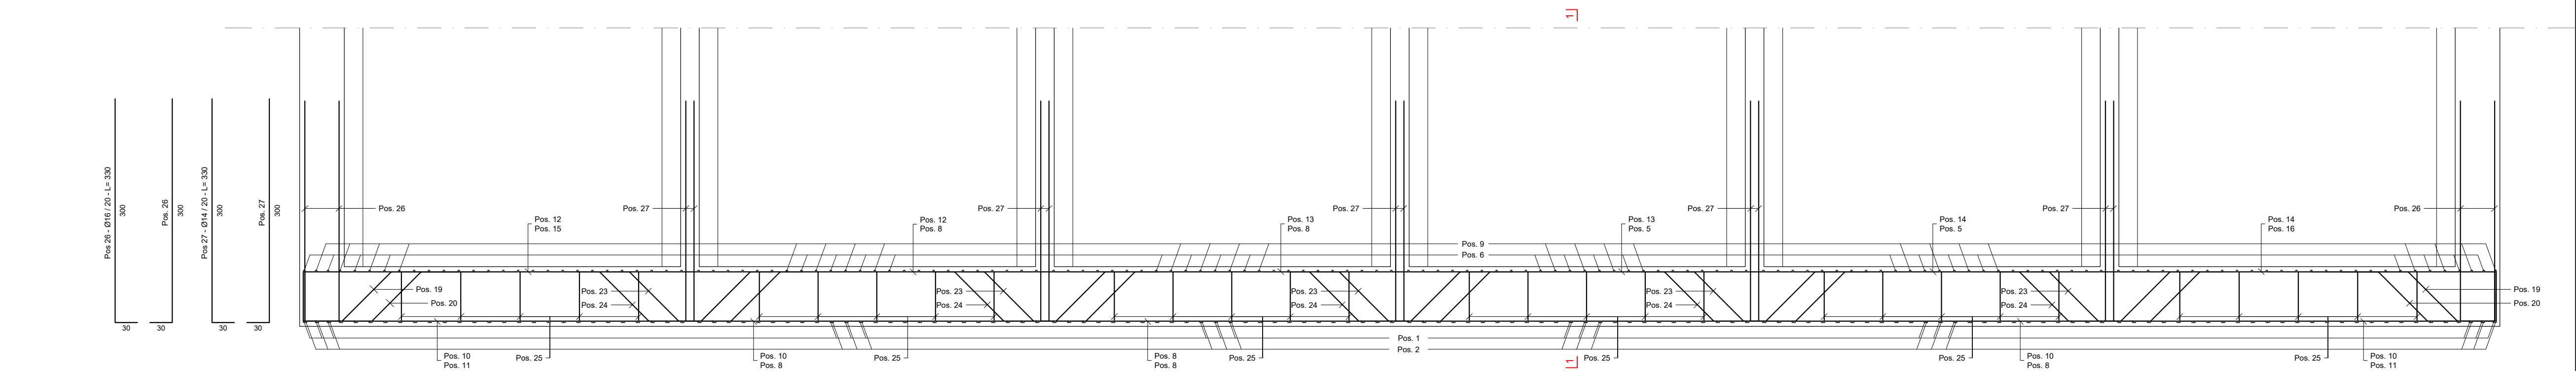 1
Pos 26 - Ø16 / 20 - L= 330
300
Pos. 26
300
Pos 27 - Ø14 / 20 - L= 330
300
Pos. 27
300
30
30
30
30
Pos. 26
Pos. 27
Pos. 27
Pos. 27
Pos. 27
Pos. 27
Pos. 26
Pos. 12
Pos. 15
Pos. 12
Pos. 8
Pos. 13
Pos. 8
Pos. 13
Pos. 5
Pos. 14
Pos. 5
Pos. 14
Pos. 16
Pos. 9
Pos. 6
Pos. 19
Pos. 20
Pos. 23
Pos. 24
Pos. 23
Pos. 24
Pos. 23
Pos. 24
Pos. 23
Pos. 24
Pos. 23
Pos. 24
Pos. 19
Pos. 20
Pos. 1
Pos. 2
Pos. 10
Pos. 11
Pos. 25
Pos. 10
Pos. 8
Pos. 25
Pos. 8
Pos. 8
Pos. 25
1
Pos. 25
Pos. 25
Pos. 10
Pos. 8
Pos. 25
Pos. 10
Pos. 11